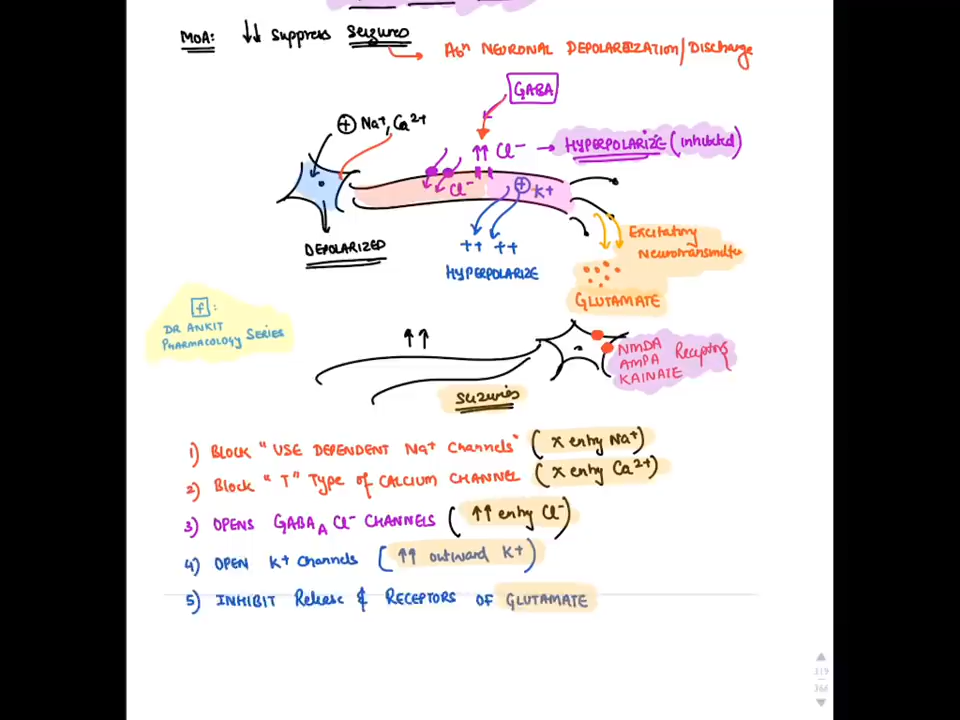 MOA: ↓↓ Suppress Seizures
Abⁿ NEURONAL DEPOLARIZATION/Discharge
GABA
⊕ Na⁺, Ca²⁺
↑↑ Cl⁻ → HYPERPOLARIZE (inhibited)
Cl⁻
⊕ K⁺
DEPOLARIZED
++ ++
HYPERPOLARIZE
Excitatory
Neurotransmitter
GLUTAMATE
f:
DR ANKIT
PHARMACOLOGY SERIES
↑↑
NMDA
AMPA Receptors
KAINATE
Seizures
1) BLOCK "USE DEPENDENT Na⁺ Channels" (x entry Na⁺)
2) Block "T" Type of CALCIUM CHANNEL (x entry Ca²⁺)
3) OPENS GABA_A Cl⁻ CHANNELS (↑↑ entry Cl⁻)
4) OPEN K⁺ Channels (↑↑ outward K⁺)
5) INHIBIT Release & RECEPTORS OF GLUTAMATE
319
366